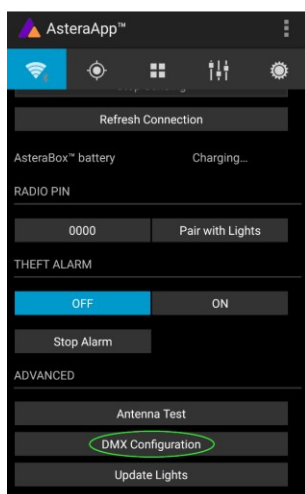 AsteraApp™
Refresh Connection
AsteraBox™ battery Charging...
RADIO PIN
0000 Pair with Lights
THEFT ALARM
OFF ON
Stop Alarm
ADVANCED
Antenna Test
DMX Configuration
Update Lights